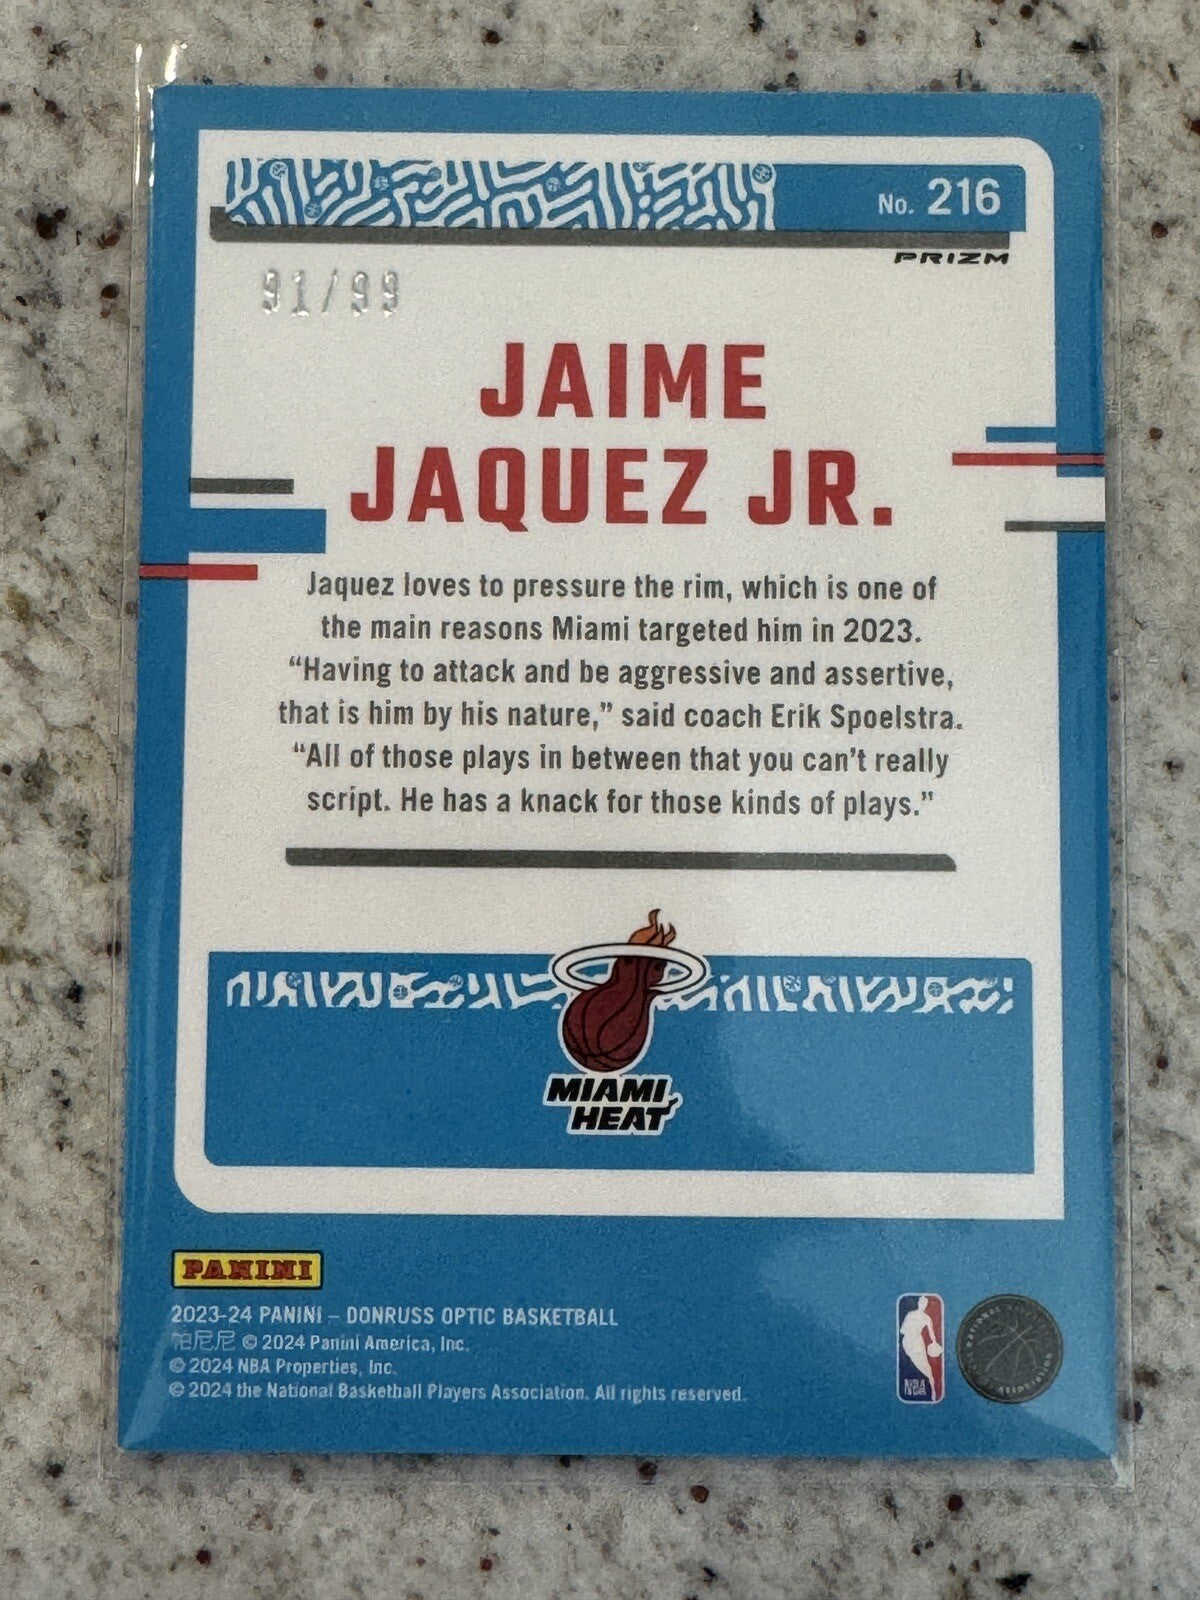 No. 216
PRIZM
91/99
JAIME
JAQUEZ JR.
Jaquez loves to pressure the rim, which is one of
the main reasons Miami targeted him in 2023.
“Having to attack and be aggressive and assertive,
that is him by his nature,” said coach Erik Spoelstra.
“All of those plays in between that you can’t really
script. He has a knack for those kinds of plays.”
MIAMI
HEAT
PANINI
2023-24 PANINI – DONRUSS OPTIC BASKETBALL
帕尼尼 © 2024 Panini America, Inc.
© 2024 NBA Properties, Inc.
© 2024 the National Basketball Players Association. All rights reserved.
NBA